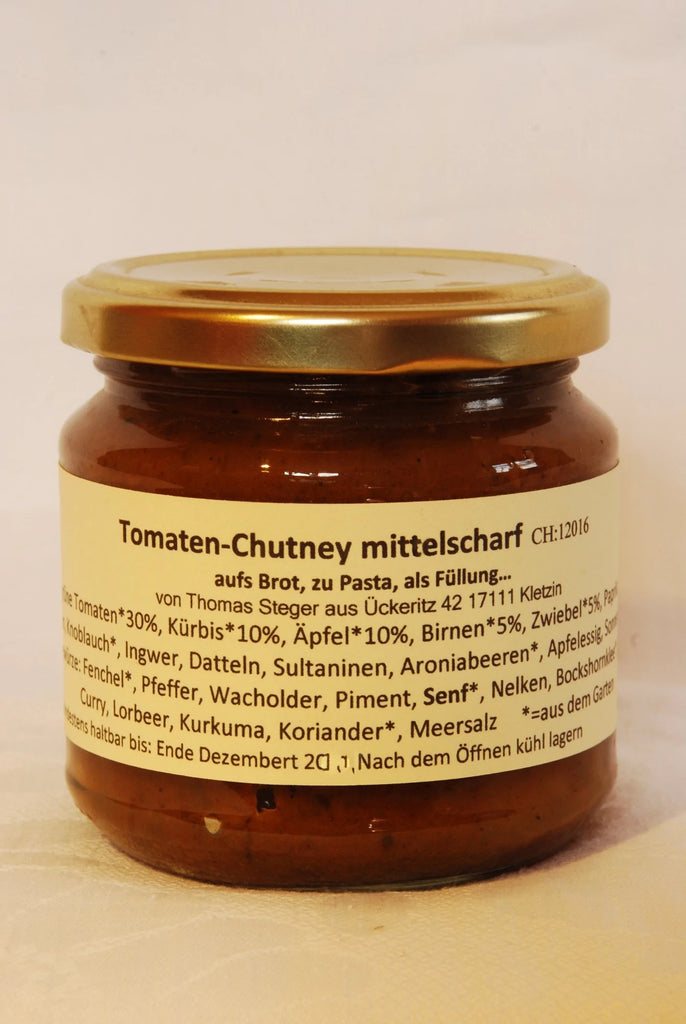 Tomaten-Chutney mittelscharf CH:12016
aufs Brot, zu Pasta, als Füllung...
von Thomas Steger aus Ückeritz 42 17111 Kletzin
Tomaten*30%, Kürbis*10%, Äpfel*10%, Birnen*5%, Zwiebel*5%,
Knoblauch*, Ingwer, Datteln, Sultaninen, Aroniabeeren*, Apfelessig,
Fenchel*, Pfeffer, Wacholder, Piment, Senf*, Nelken,
Curry, Lorbeer, Kurkuma, Koriander*, Meersalz *=aus dem Garten
haltbar bis: Ende Dezembert Nach dem Öffnen kühl lagern